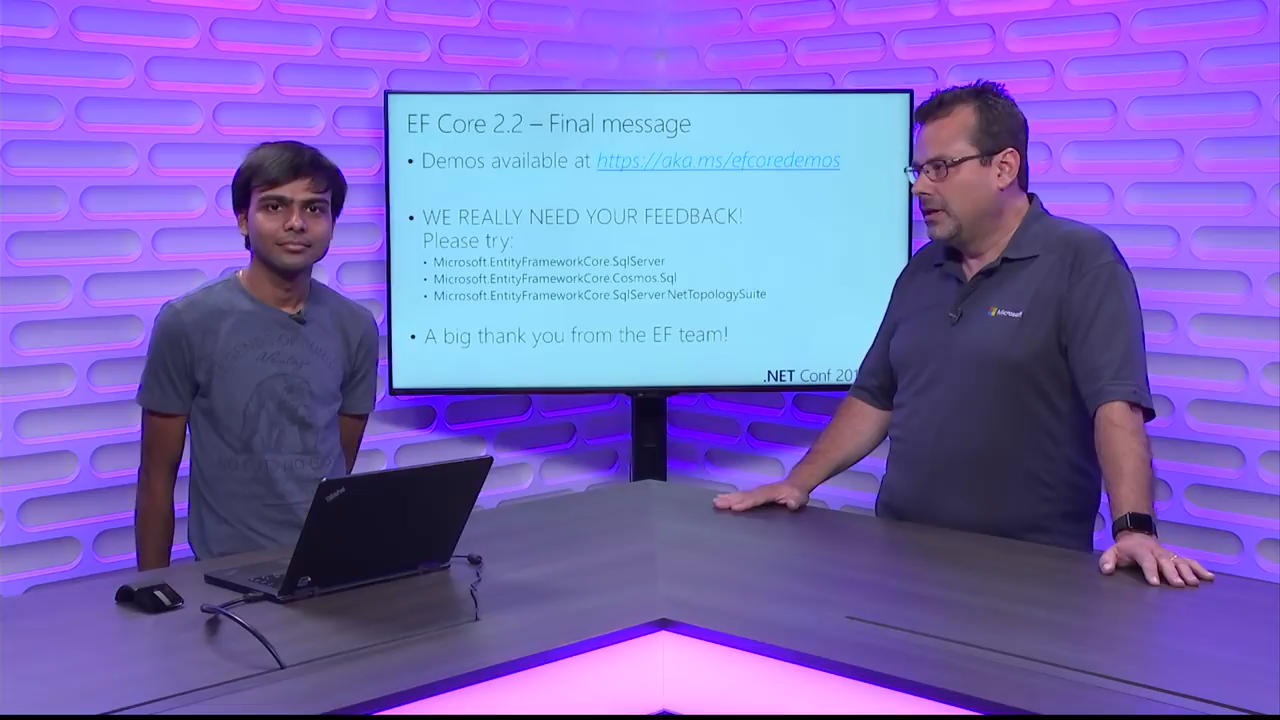 EF Core 2.2 – Final message
• Demos available at https://aka.ms/efcoredemos
• WE REALLY NEED YOUR FEEDBACK!
Please try:
• Microsoft.EntityFrameworkCore.SqlServer
• Microsoft.EntityFrameworkCore.Cosmos.Sql
• Microsoft.EntityFrameworkCore.SqlServer.NetTopologySuite
• A big thank you from the EF team!
.NET Conf 201
Microsoft
ThinkPad